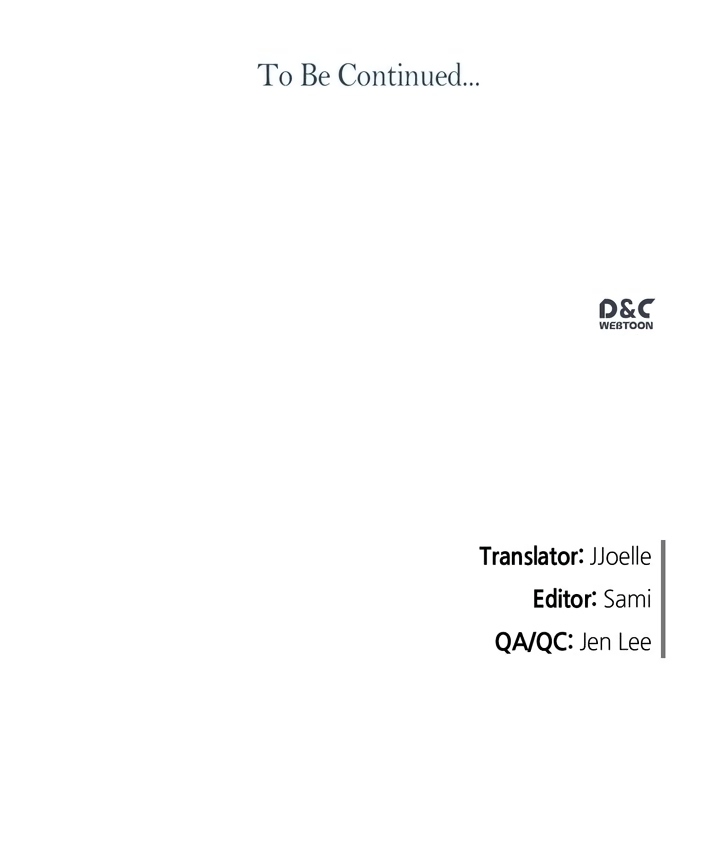 To Be Continued...
D&C
WEBTOON
Translator: JJoelle
Editor: Sami
QA/QC: Jen Lee